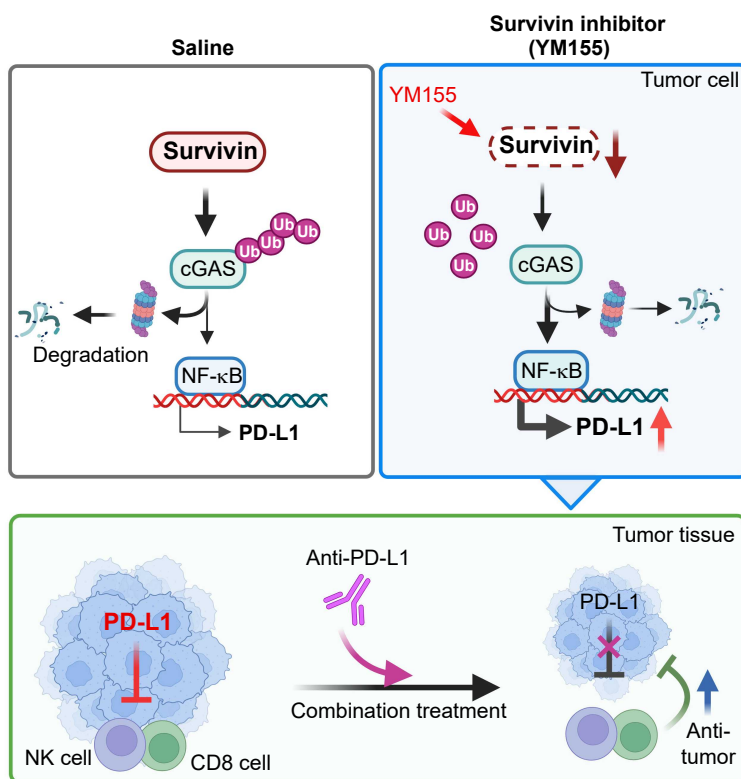 Saline
Survivin
Ub
Ub
Ub
Ub
cGAS
Degradation
NF-κB
PD-L1
Survivin inhibitor
(YM155)
Tumor cell
YM155
Survivin
Ub
Ub
Ub
Ub
cGAS
NF-κB
PD-L1
Tumor tissue
PD-L1
NK cell
CD8 cell
Anti-PD-L1
Combination treatment
PD-L1
Anti-
tumor